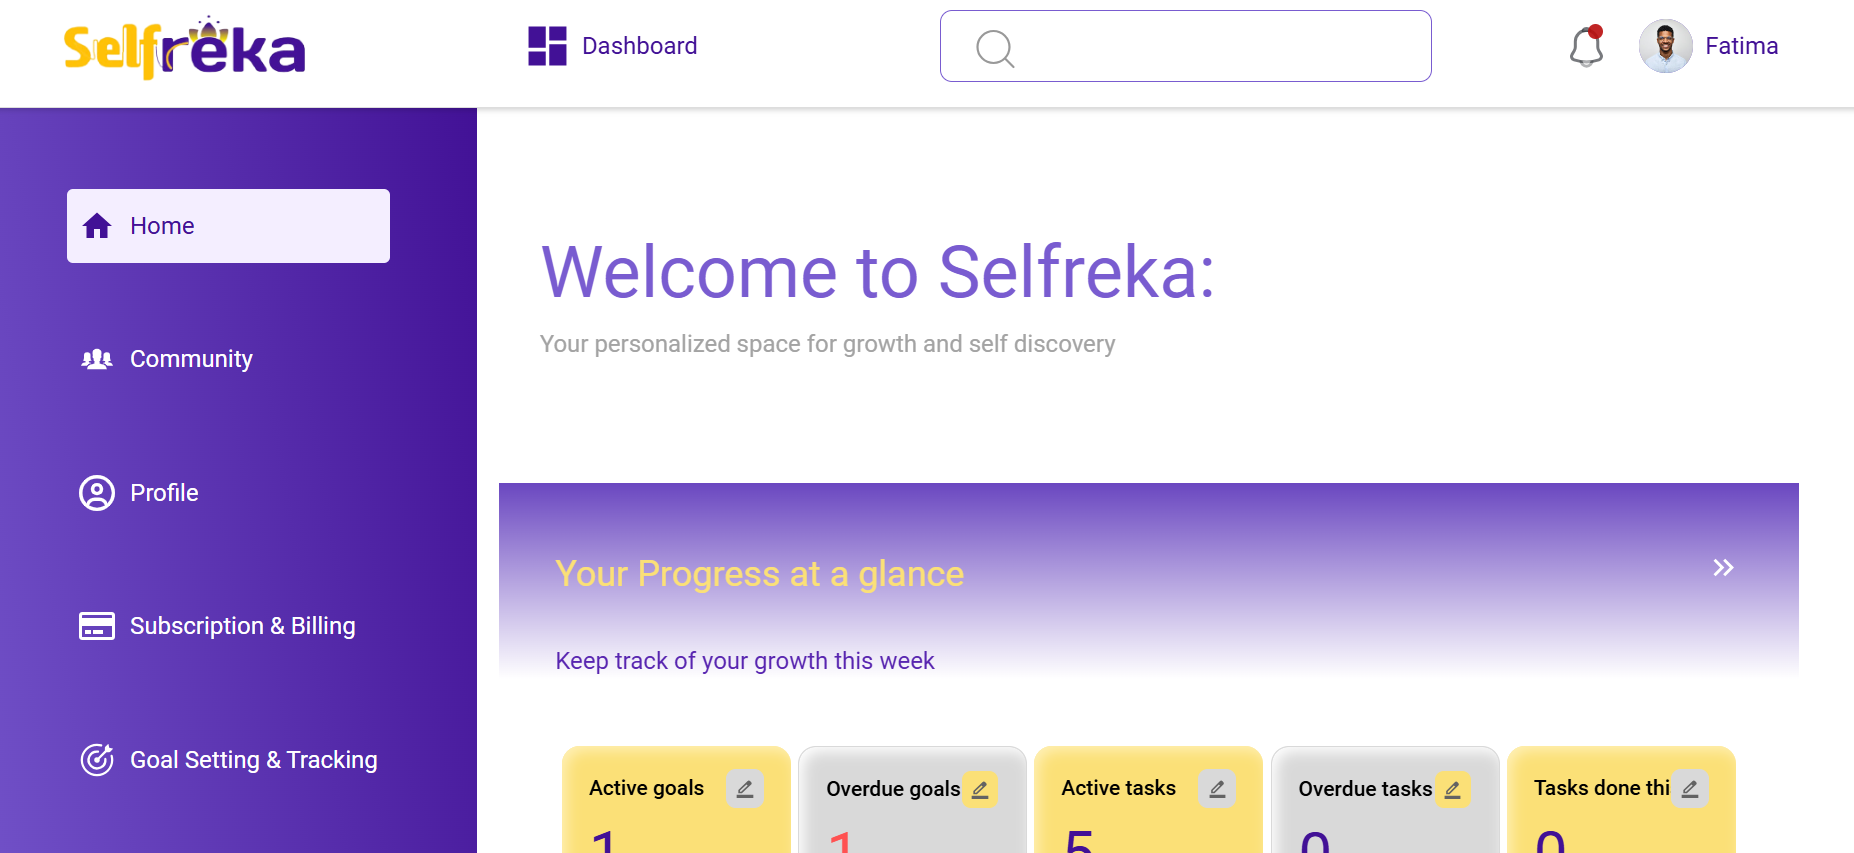 Selfreka
Dashboard
Fatima
Home
Community
Profile
Subscription & Billing
Goal Setting & Tracking
Welcome to Selfreka:
Your personalized space for growth and self discovery
Your Progress at a glance
Keep track of your growth this week
Active goals
1
Overdue goals
1
Active tasks
5
Overdue tasks
0
Tasks done thi
0